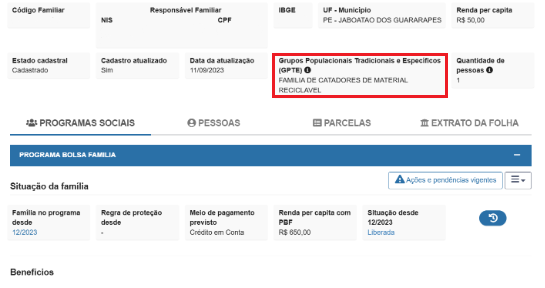 Código Familiar
Responsável Familiar
NIS CPF
IBGE
UF - Município
PE - JABOATAO DOS GUARARAPES
Renda per capita
R$ 50,00
Estado cadastral
Cadastrado
Cadastro atualizado
Sim
Data da atualização
11/09/2023
Grupos Populacionais Tradicionais e Específicos
(GPTE)
FAMILIA DE CATADORES DE MATERIAL
RECICLAVEL
Quantidade de
pessoas
1
PROGRAMAS SOCIAIS
PESSOAS
PARCELAS
EXTRATO DA FOLHA
PROGRAMA BOLSA FAMILIA
Situação da família
Ações e pendências vigentes
Família no programa
desde
12/2023
Regra de proteção
desde
-
Meio de pagamento
previsto
Crédito em Conta
Renda per capita com
PBF
R$ 650,00
Situação desde
12/2023
Liberada
Benefícios